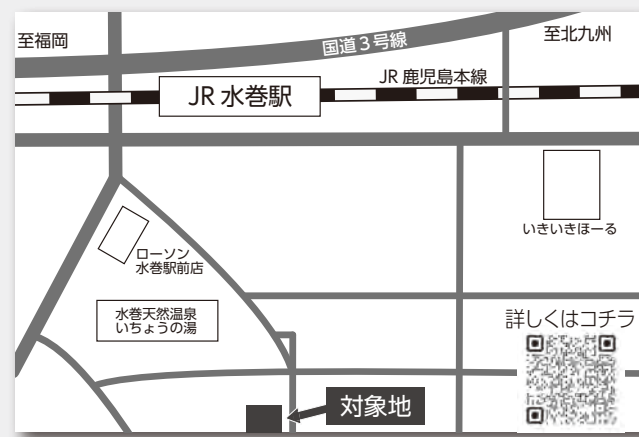 至福岡
国道3号線
至北九州
JR 鹿児島本線
JR 水巻駅
いきいきほーる
ローソン
水巻駅前店
水巻天然温泉
いちょうの湯
詳しくはコチラ
対象地